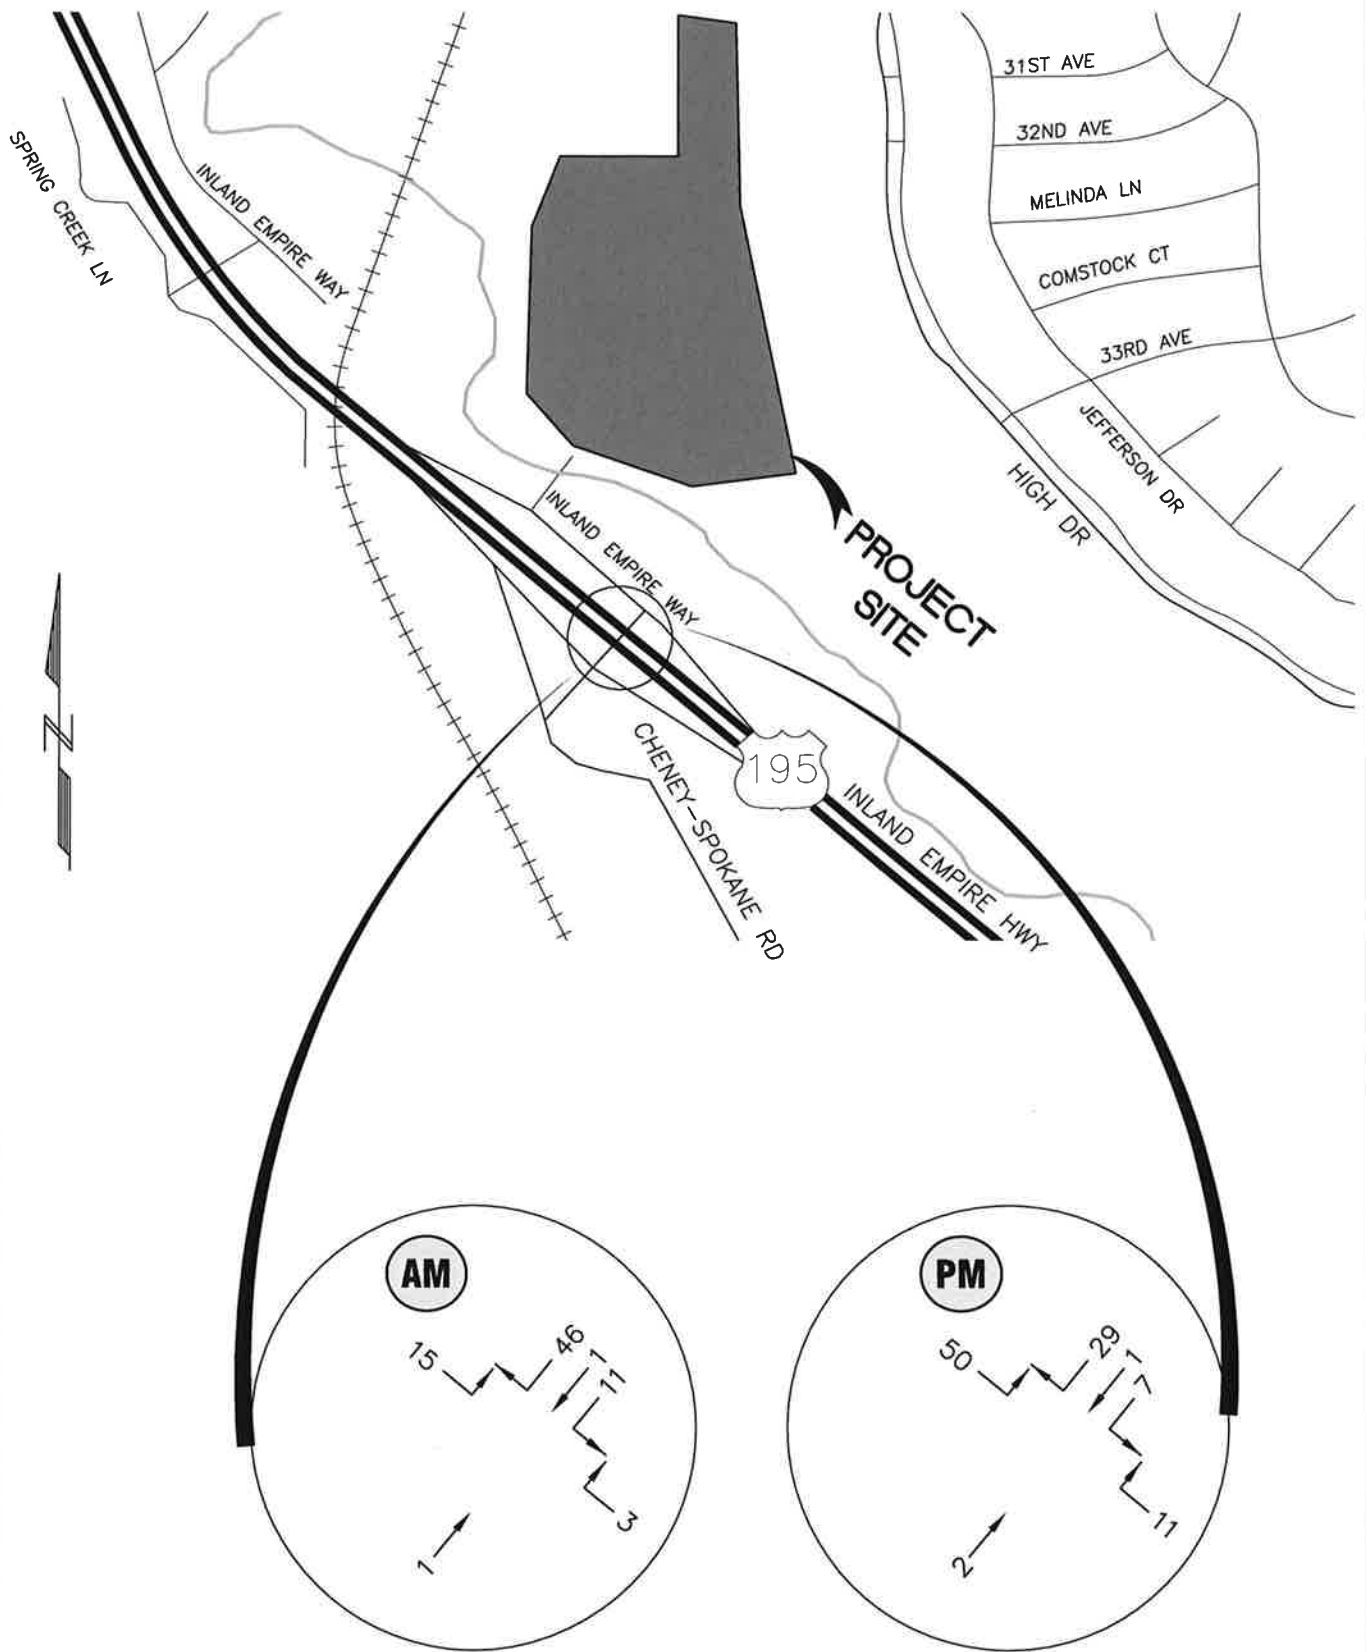 31ST AVE
32ND AVE
MELINDA LN
COMSTOCK CT
33RD AVE
JEFFERSON DR
HIGH DR
SPRING CREEK LN
INLAND EMPIRE WAY
INLAND EMPIRE WAY
PROJECT
SITE
N
195
CHENEY-SPOKANE RD
INLAND EMPIRE HWY
AM
15
46
1
11
3
1
PM
50
29
1
7
11
2